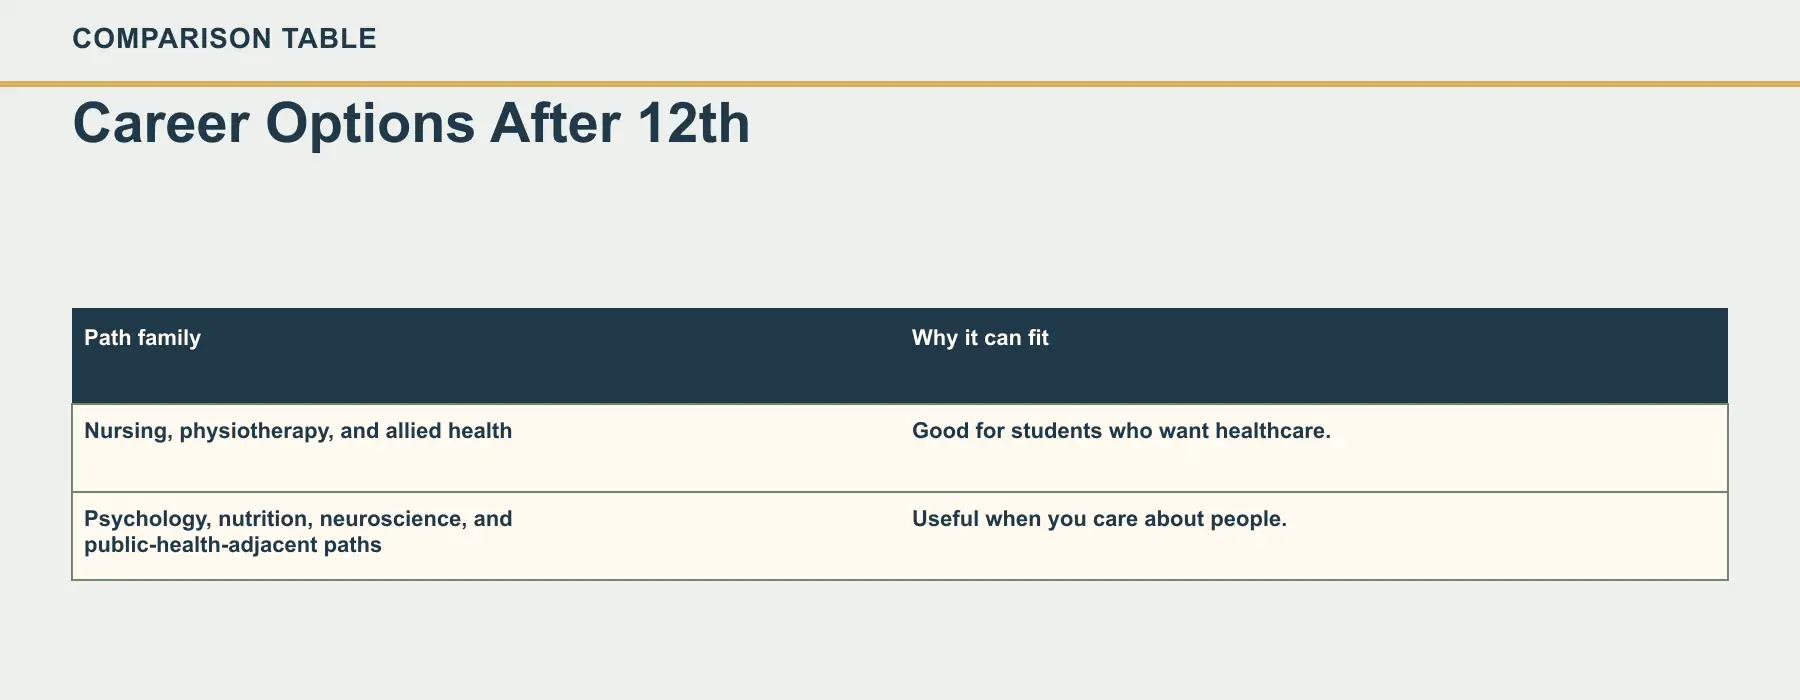 COMPARISON TABLE
Career Options After 12th
Path family
Why it can fit
Nursing, physiotherapy, and allied health
Good for students who want healthcare.
Psychology, nutrition, neuroscience, and
public-health-adjacent paths
Useful when you care about people.